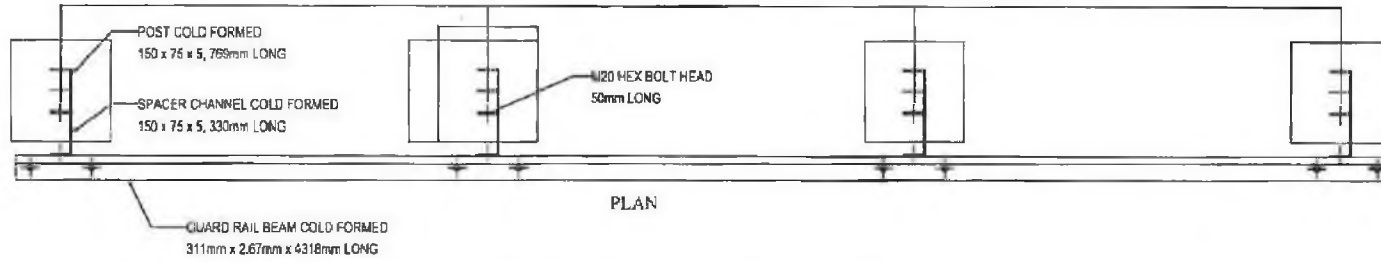 POST COLD FORMED
150 x 75 x 5, 769mm LONG
M20 HEX BOLT HEAD
50mm LONG
SPACER CHANNEL COLD FORMED
150 x 75 x 5, 330mm LONG
PLAN
GUARD RAIL BEAM COLD FORMED
311mm x 2.67mm x 4318mm LONG